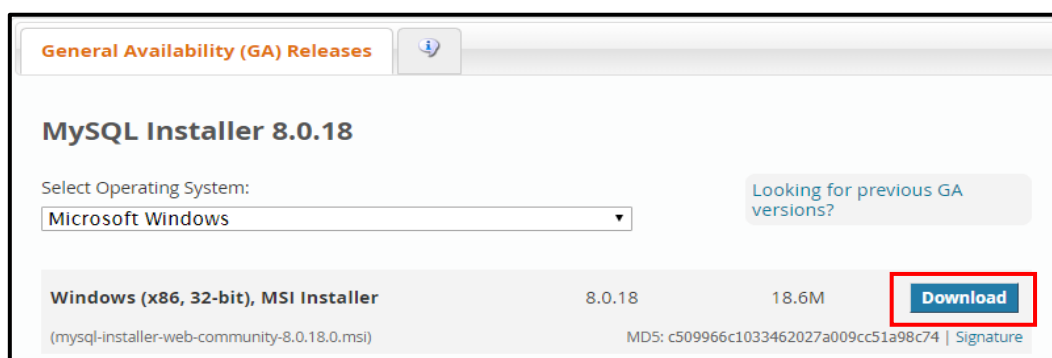 General Availability (GA) Releases
MySQL Installer 8.0.18
Select Operating System:
Looking for previous GA
versions?
Microsoft Windows
Windows (x86, 32-bit), MSI Installer 8.0.18 18.6M Download
(mysql-installer-web-community-8.0.18.0.msi) MD5: c509966c1033462027a009cc51a98c74 | Signature